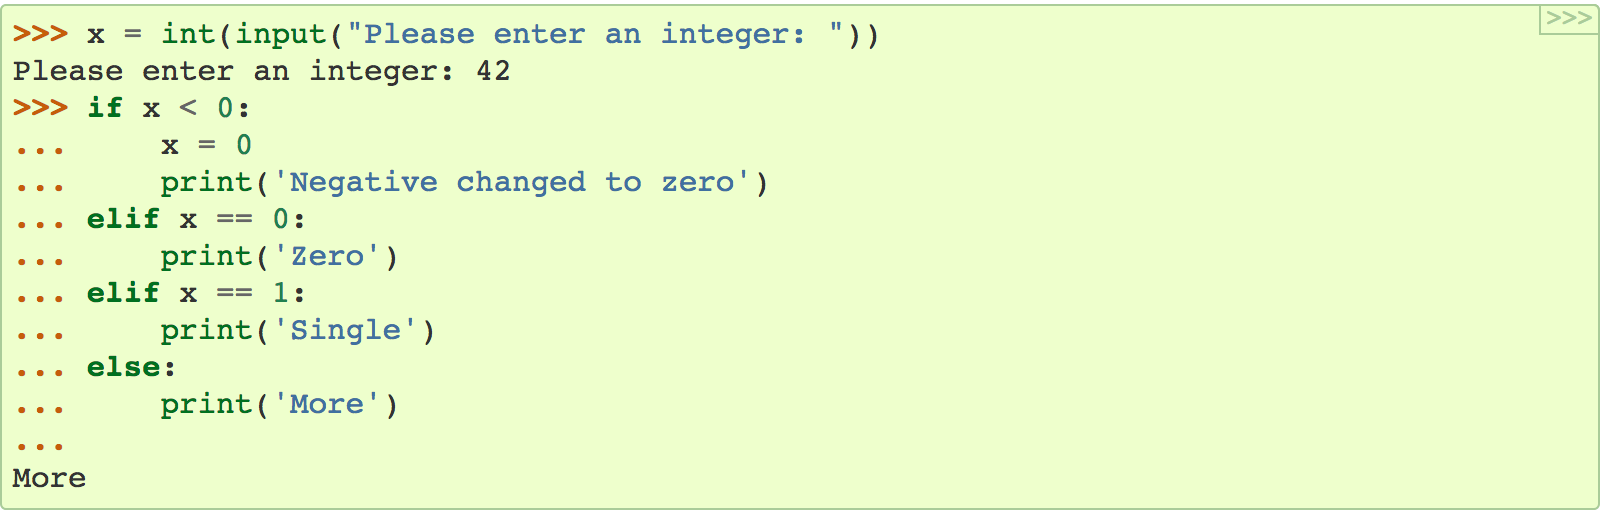 >>> x = int(input("Please enter an integer: "))
>>>
Please enter an integer: 42
>>> if x < 0:
...     x = 0
...     print('Negative changed to zero')
... elif x == 0:
...     print('Zero')
... elif x == 1:
...     print('Single')
... else:
...     print('More')
...
More